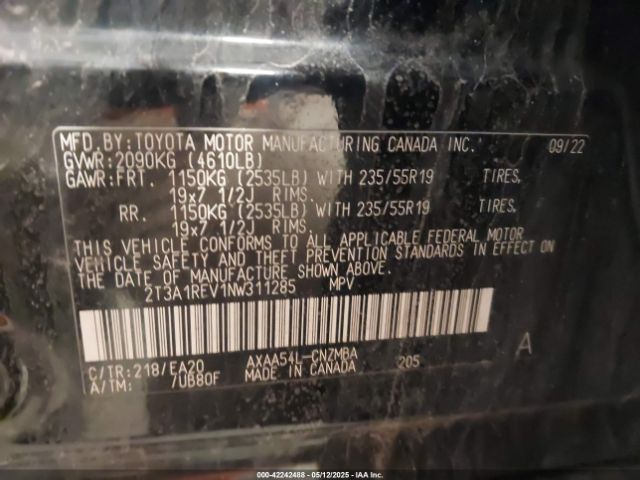 MFD.BY:TOYOTA MOTOR MANUFACTURING CANADA INC. 09/22
GVWR:2090KG (4610LB)
GAWR:FRT. 1150KG (2535LB) WITH 235/55R19 TIRES,
19x7 1/2J RIMS.
RR. 1150KG (2535LB) WITH 235/55R19 TIRES,
19x7 1/2J RIMS.
THIS VEHICLE CONFORMS TO ALL APPLICABLE FEDERAL MOTOR
VEHICLE SAFETY AND THEFT PREVENTION STANDARDS IN EFFECT ON
THE DATE OF MANUFACTURE SHOWN ABOVE.
2T3A1REV1NW311285 MPV
C/TR:218/EA20 AXAA54L-CNZMBA 205
A/TM: /UB80F MADE IN CANADA
A
000-42242488 - 05/12/2025 - IAA Inc.